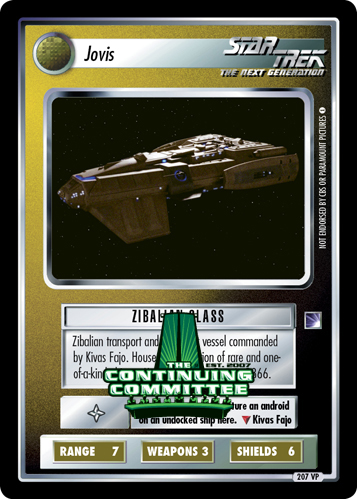 Jovis
STAR TREK
THE NEXT GENERATION
NOT ENDORSED BY CBS OR PARAMOUNT PICTURES
ZIBALIAN CLASS
Zibalian transport and vessel commanded
by Kivas Fajo. of rare and one-
of-a-kin 366.
EST. 2007
THE
CONTINUING
COMMITTEE
ture an android
on an undocked ship here. ▼ Kivas Fajo
RANGE 7 WEAPONS 3 SHIELDS 6
207 VP